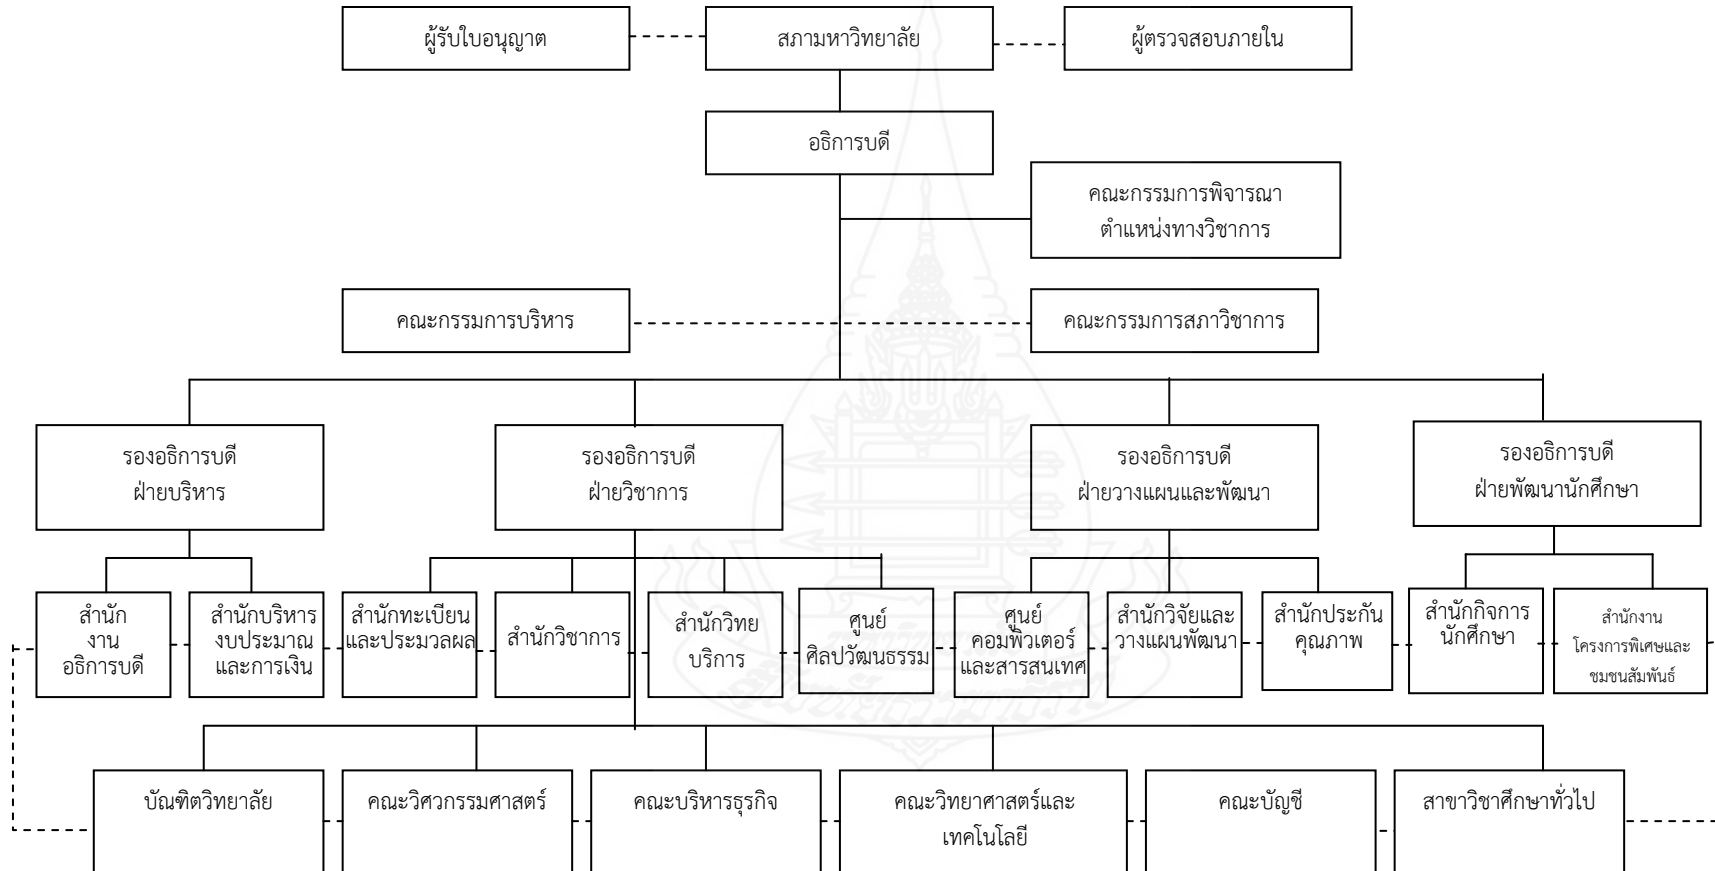 ผู้รับใบอนุญาต
สภามหาวิทยาลัย
ผู้ตรวจสอบภายใน
อธิการบดี
คณะกรรมการพิจารณา
ตำแหน่งทางวิชาการ
คณะกรรมการบริหาร
คณะกรรมการสภาวิชาการ
รองอธิการบดี
ฝ่ายบริหาร
รองอธิการบดี
ฝ่ายวิชาการ
รองอธิการบดี
ฝ่ายวางแผนและพัฒนา
รองอธิการบดี
ฝ่ายพัฒนานักศึกษา
สำนัก
งาน
อธิการบดี
สำนักบริหาร
งบประมาณ
และการเงิน
สำนักทะเบียน
และประมวลผล
สำนักวิชาการ
สำนักวิทย
บริการ
ศูนย์
ศิลปวัฒนธรรม
ศูนย์
คอมพิวเตอร์
และสารสนเทศ
สำนักวิจัยและ
วางแผนพัฒนา
สำนักประกัน
คุณภาพ
สำนักกิจการ
นักศึกษา
สำนักงาน
โครงการพิเศษและ
ชมชนสัมพันธ์
บัณฑิตวิทยาลัย
คณะวิศวกรรมศาสตร์
คณะบริหารธุรกิจ
คณะวิทยาศาสตร์และ
เทคโนโลยี
คณะบัญชี
สาขาวิชาศึกษาทั่วไป